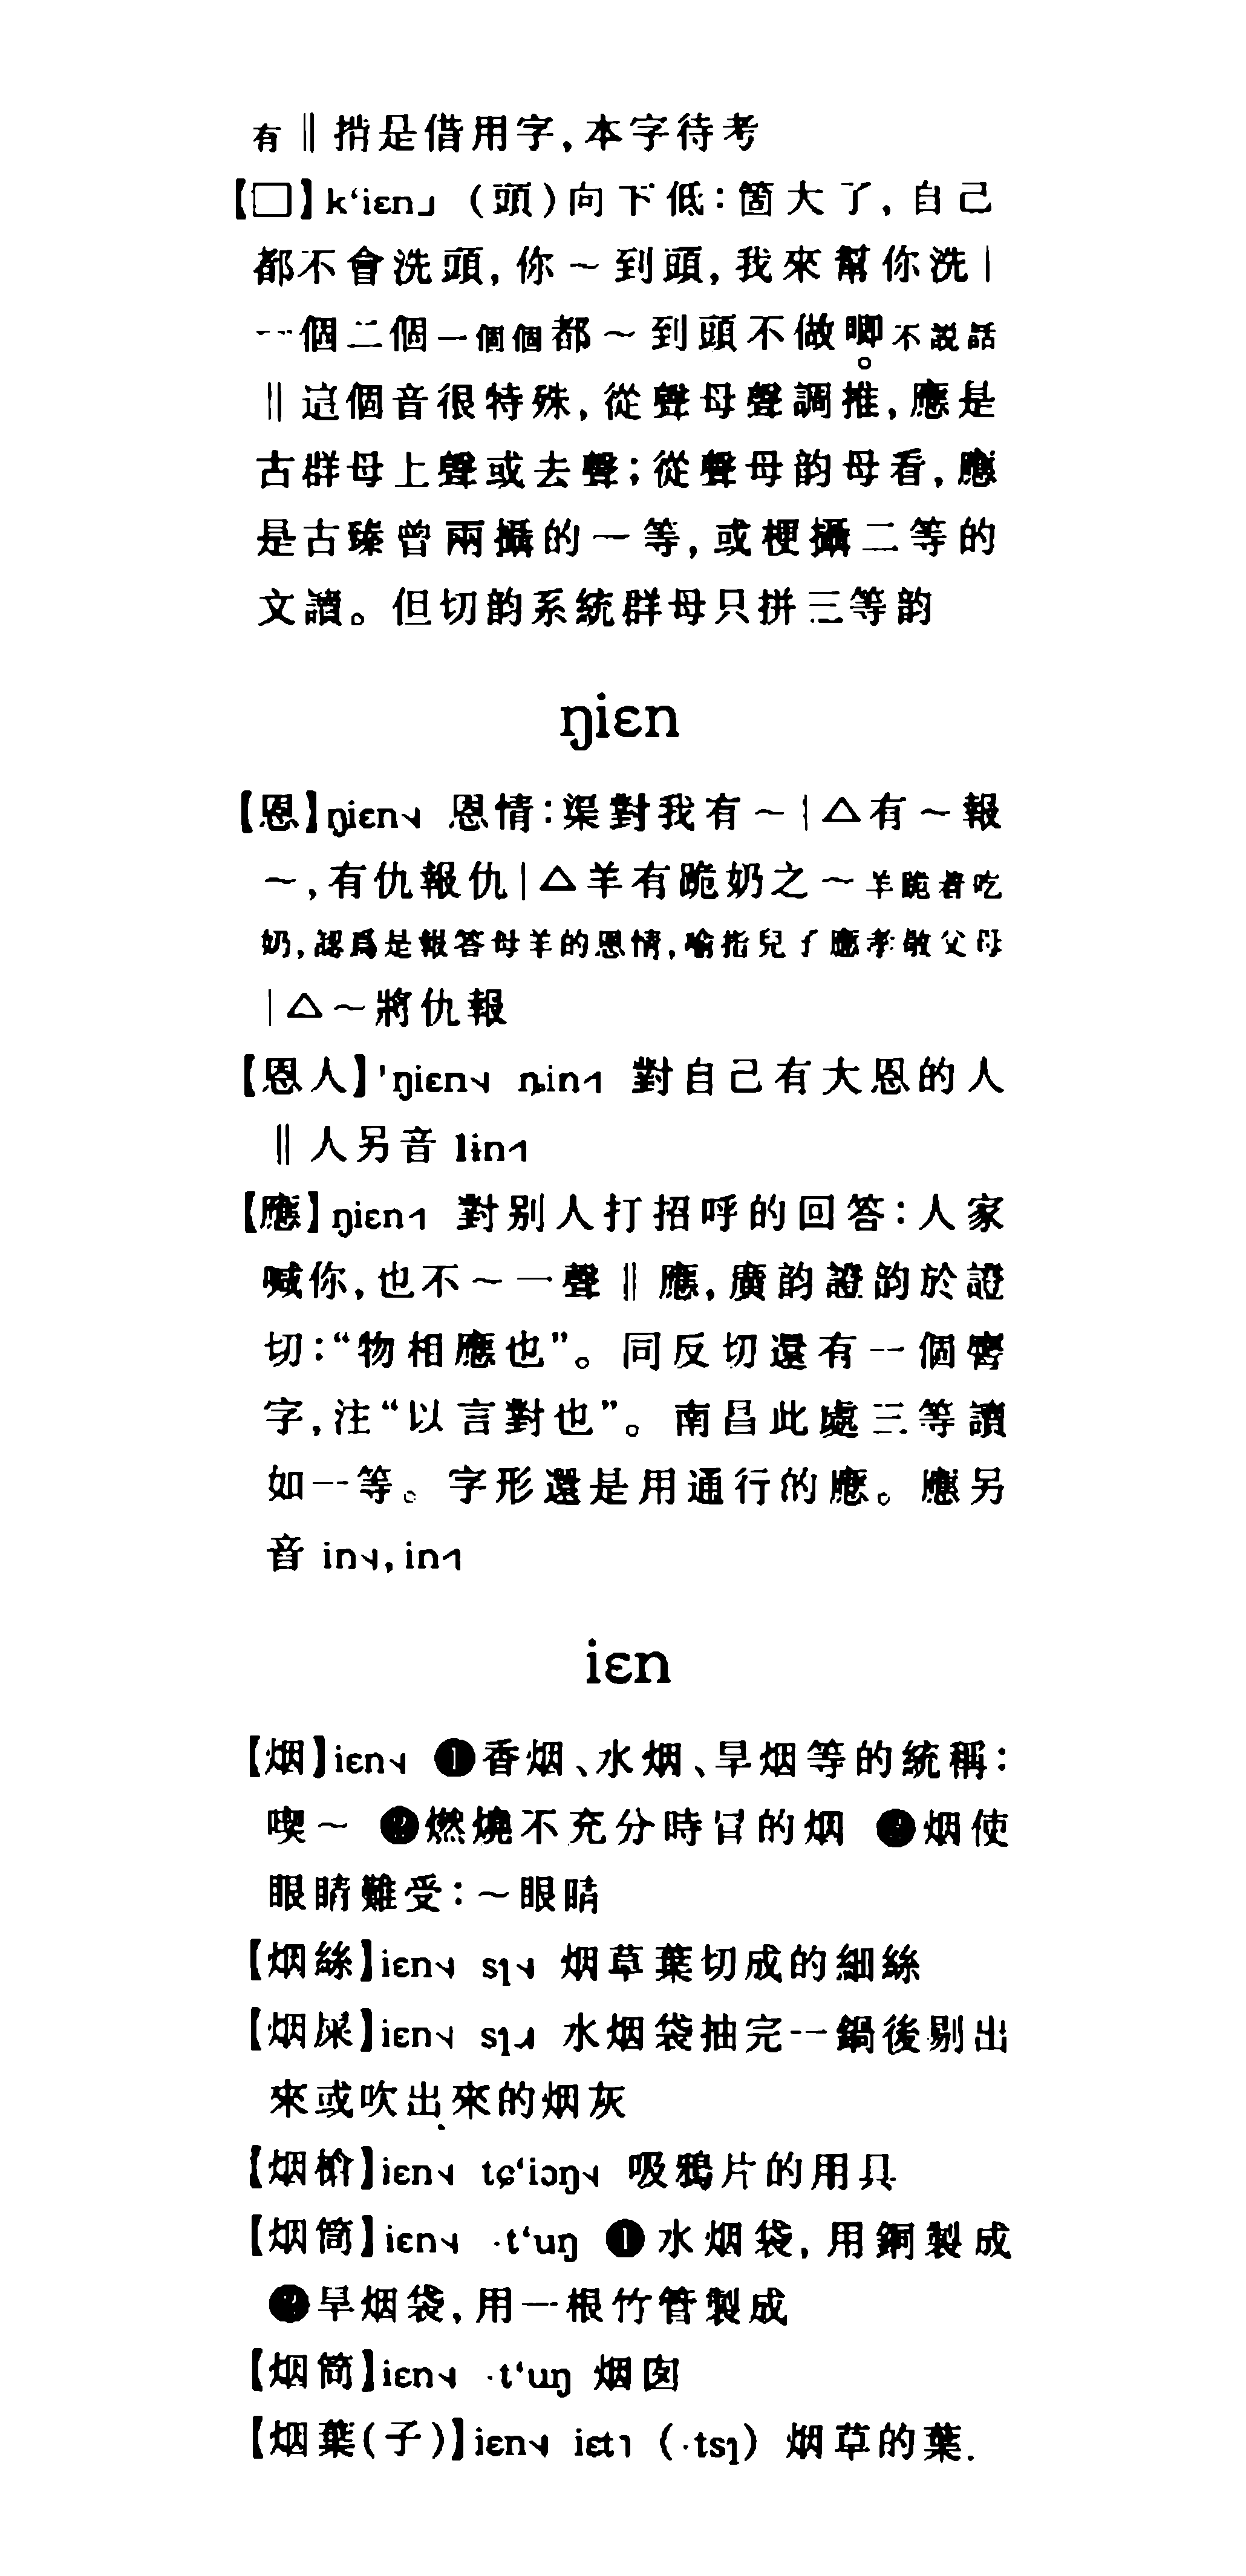 有‖捎是借用字,本字待考
【□】kʻiɛn」 (頭)向下低:箇大了,自己
都不會洗頭,你~到頭,我來幫你洗|
一個二個一個個都~到頭不做唧。不說話
‖這個音很特殊,從聲母聲調推,應是
古群母上聲或去聲;從聲母韵母看,應
是古臻曾兩攝的一等,或梗攝二等的
文讀。但切韵系統群母只拼三等韵
ŋiɛn
【恩】ŋiɛn˧˩ 恩情:渠對我有~|△有~報
~,有仇報仇|△羊有跪奶之~羊跪着吃
奶,認爲是報答母羊的恩情,喻指兒子應孝敬父母
|△~將仇報
【恩人】'ŋiɛn˧˩ ȵin˧˥ 對自己有大恩的人
‖人另音 lɨn˧˥
【應】ŋiɛn˧˥ 對别人打招呼的回答:人家
喊你,也不~一聲‖應,廣韵證韵於證
切:“物相應也”。同反切還有一個譍
字,注“以言對也”。南昌此處三等讀
如一等。字形還是用通行的應。應另
音 in˧˩,in˧˥
iɛn
【烟】iɛn˧˩ ❶香烟、水烟、旱烟等的統稱:
喫~ ❷燃燒不充分時冒的烟 ❸烟使
眼睛難受:~眼睛
【烟絲】iɛn˧˩ sɿ˧˩ 烟草葉切成的細絲
【烟屎】iɛn˧˩ sɿ˨˩˧ 水烟袋抽完一鍋後剔出
來或吹出來的烟灰
【烟槍】iɛn˧˩ tɕʻiɔŋ˧˩ 吸鴉片的用具
【烟筒】iɛn˧˩ ·tʻuŋ ❶水烟袋,用銅製成
❷旱烟袋,用一根竹管製成
【烟筒】iɛn˧˩ ·tʻuŋ 烟囱
【烟葉(子)】iɛn˧˩ iɛt˥ (·tsɿ) 烟草的葉.